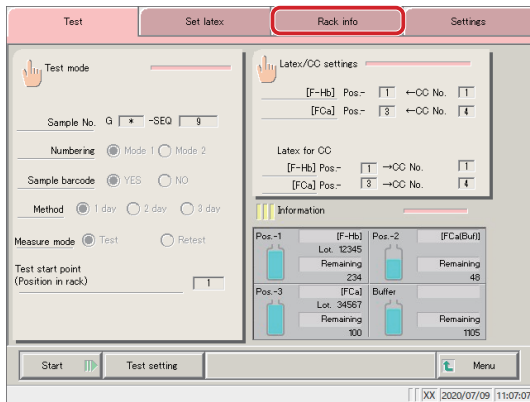 Test Set latex Rack info Settings
Test mode
Sample No. G * -SEQ 9
Numbering Mode 1 Mode 2
Sample barcode YES NO
Method 1 day 2 day 3 day
Measure mode Test Retest
Test start point
(Position in rack) 1
Latex/CC settings
[F-Hb] Pos.- 1 ←CC No. 1
[FCa] Pos.- 3 ←CC No. 4
Latex for CC
[F-Hb] Pos.- 1 →CC No. 1
[FCa] Pos.- 3 →CC No. 4
Information
Pos.-1 [F-Hb] Pos.-2 [FCa(Buf)]
Lot. 12345
Remaining Remaining
234 48
Pos.-3 [FCa] Buffer
Lot. 34567
Remaining Remaining
100 1105
Start Test setting Menu
XX 2020/07/09 11:07:07